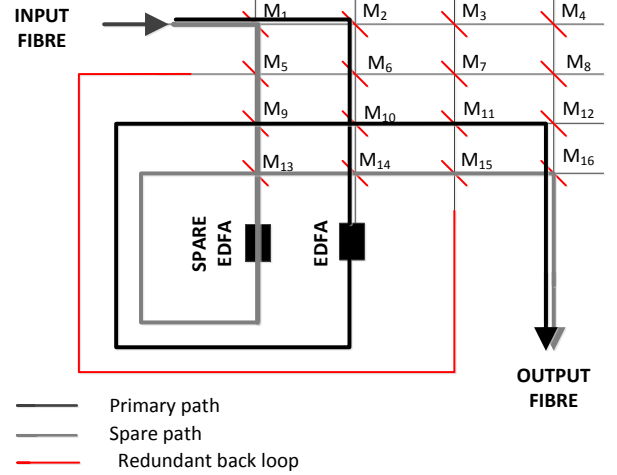 INPUT
FIBRE
M1 M2 M3 M4
M5 M6 M7 M8
M9 M10 M11 M12
M13 M14 M15 M16
SPARE
EDFA
EDFA
OUTPUT
FIBRE
Primary path
Spare path
Redundant back loop